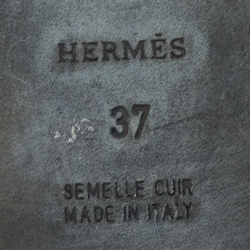 HERMÈS
37
SEMELLE CUIR
MADE IN ITALY